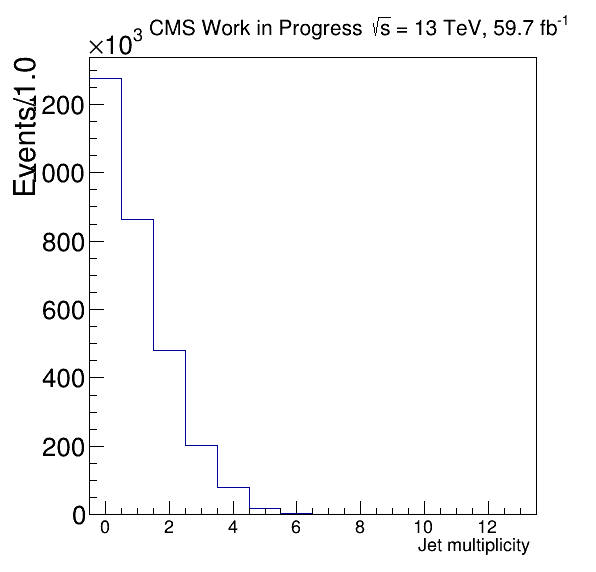 ×10³ CMS Work in Progress √s = 13 TeV, 59.7 fb⁻¹
Events/1.0
1200
1000
800
600
400
200
0
0 2 4 6 8 10 12
Jet multiplicity